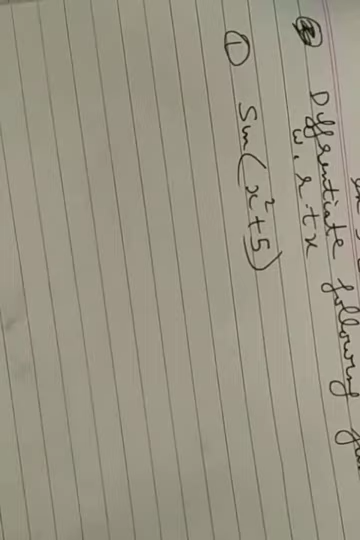 Differentiate following
w.r.t x
① Sin(x²+5)